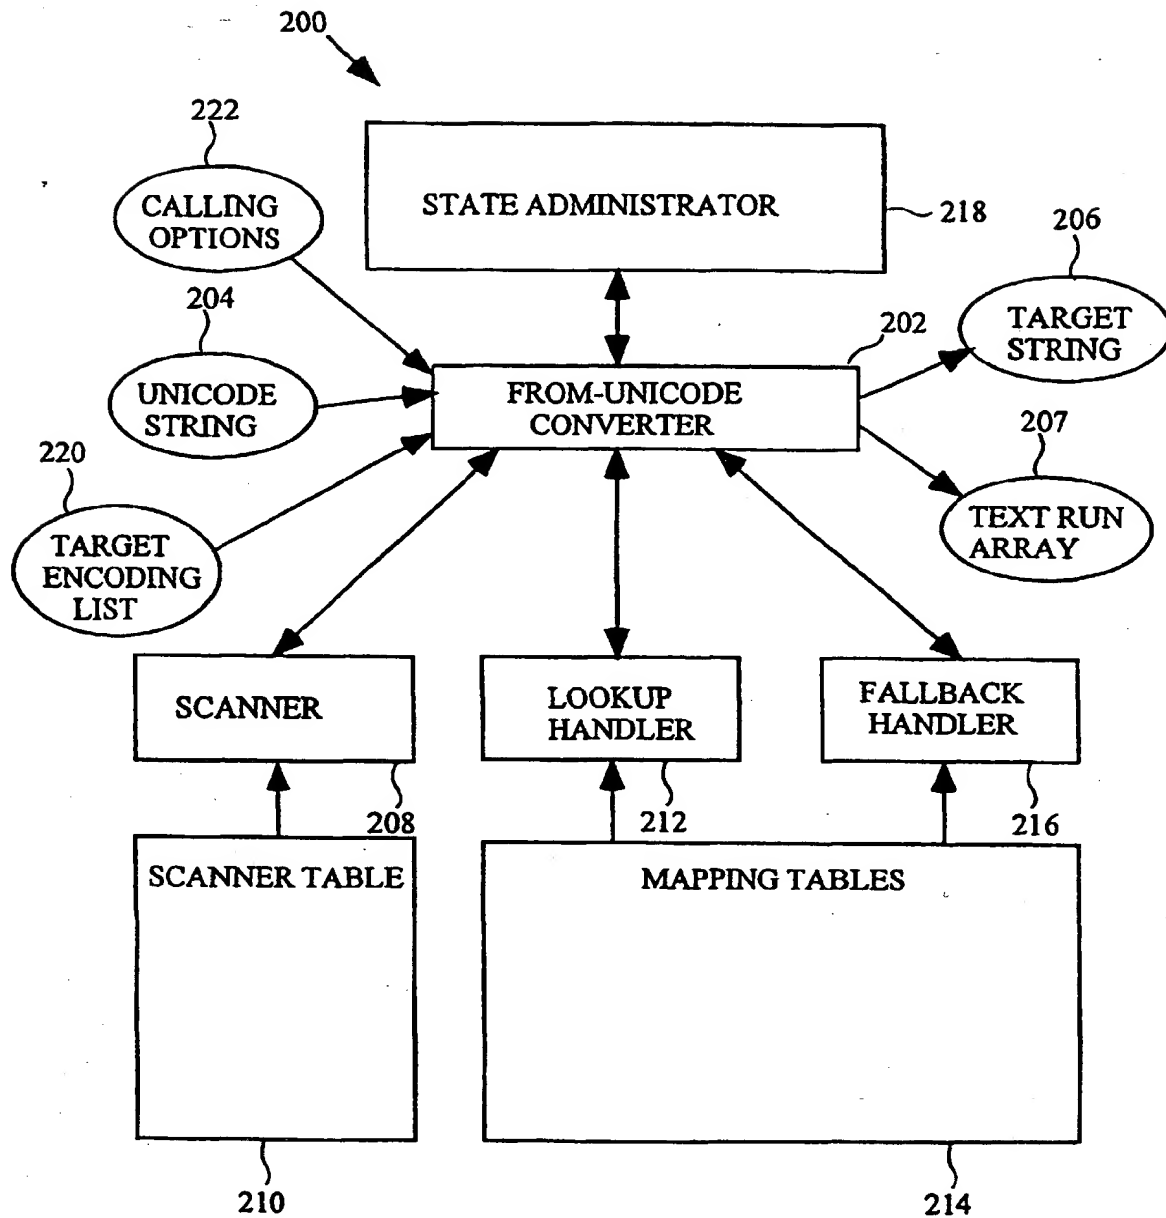 200
222
CALLING
OPTIONS
STATE ADMINISTRATOR
218
206
TARGET
STRING
204
UNICODE
STRING
202
FROM-UNICODE
CONVERTER
207
TEXT RUN
ARRAY
220
TARGET
ENCODING
LIST
SCANNER
208
LOOKUP
HANDLER
212
FALLBACK
HANDLER
216
SCANNER TABLE
210
MAPPING TABLES
214